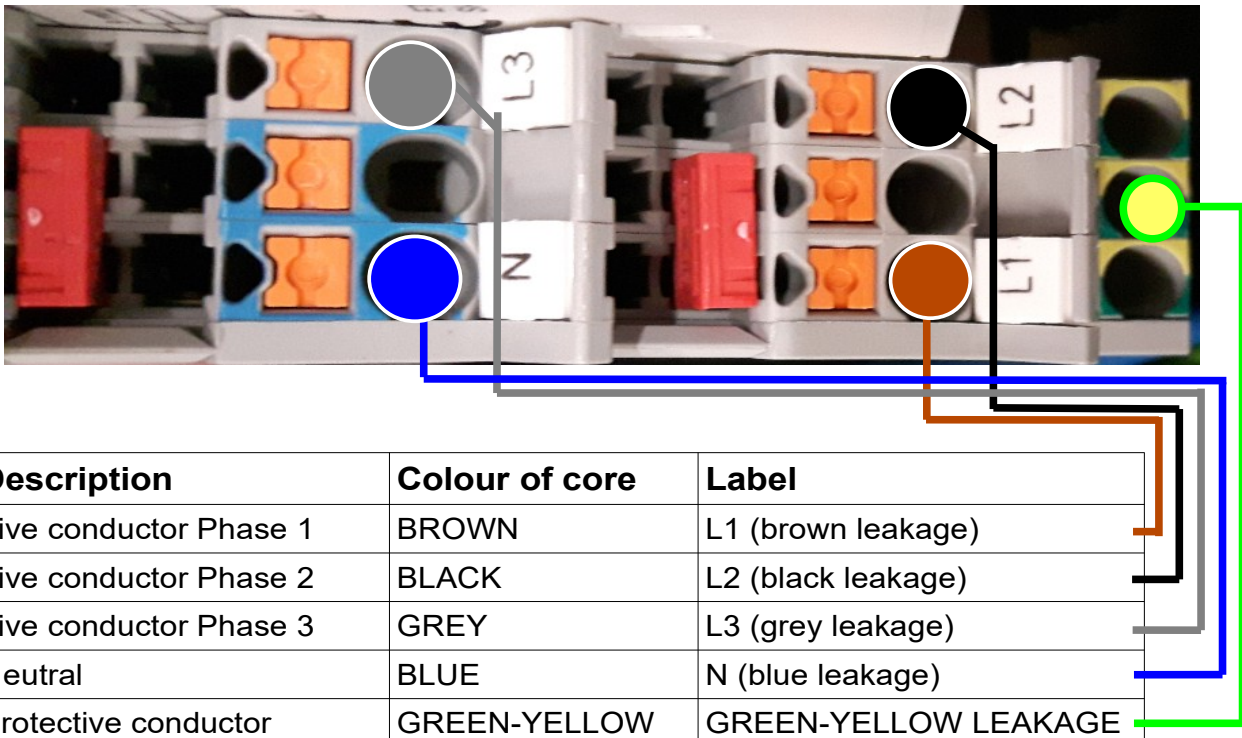 L3
L2
N
L1
Description Colour of core Label
ive conductor Phase 1 BROWN L1 (brown leakage)
ive conductor Phase 2 BLACK L2 (black leakage)
ive conductor Phase 3 GREY L3 (grey leakage)
eutral BLUE N (blue leakage)
rotective conductor GREEN-YELLOW GREEN-YELLOW LEAKAGE